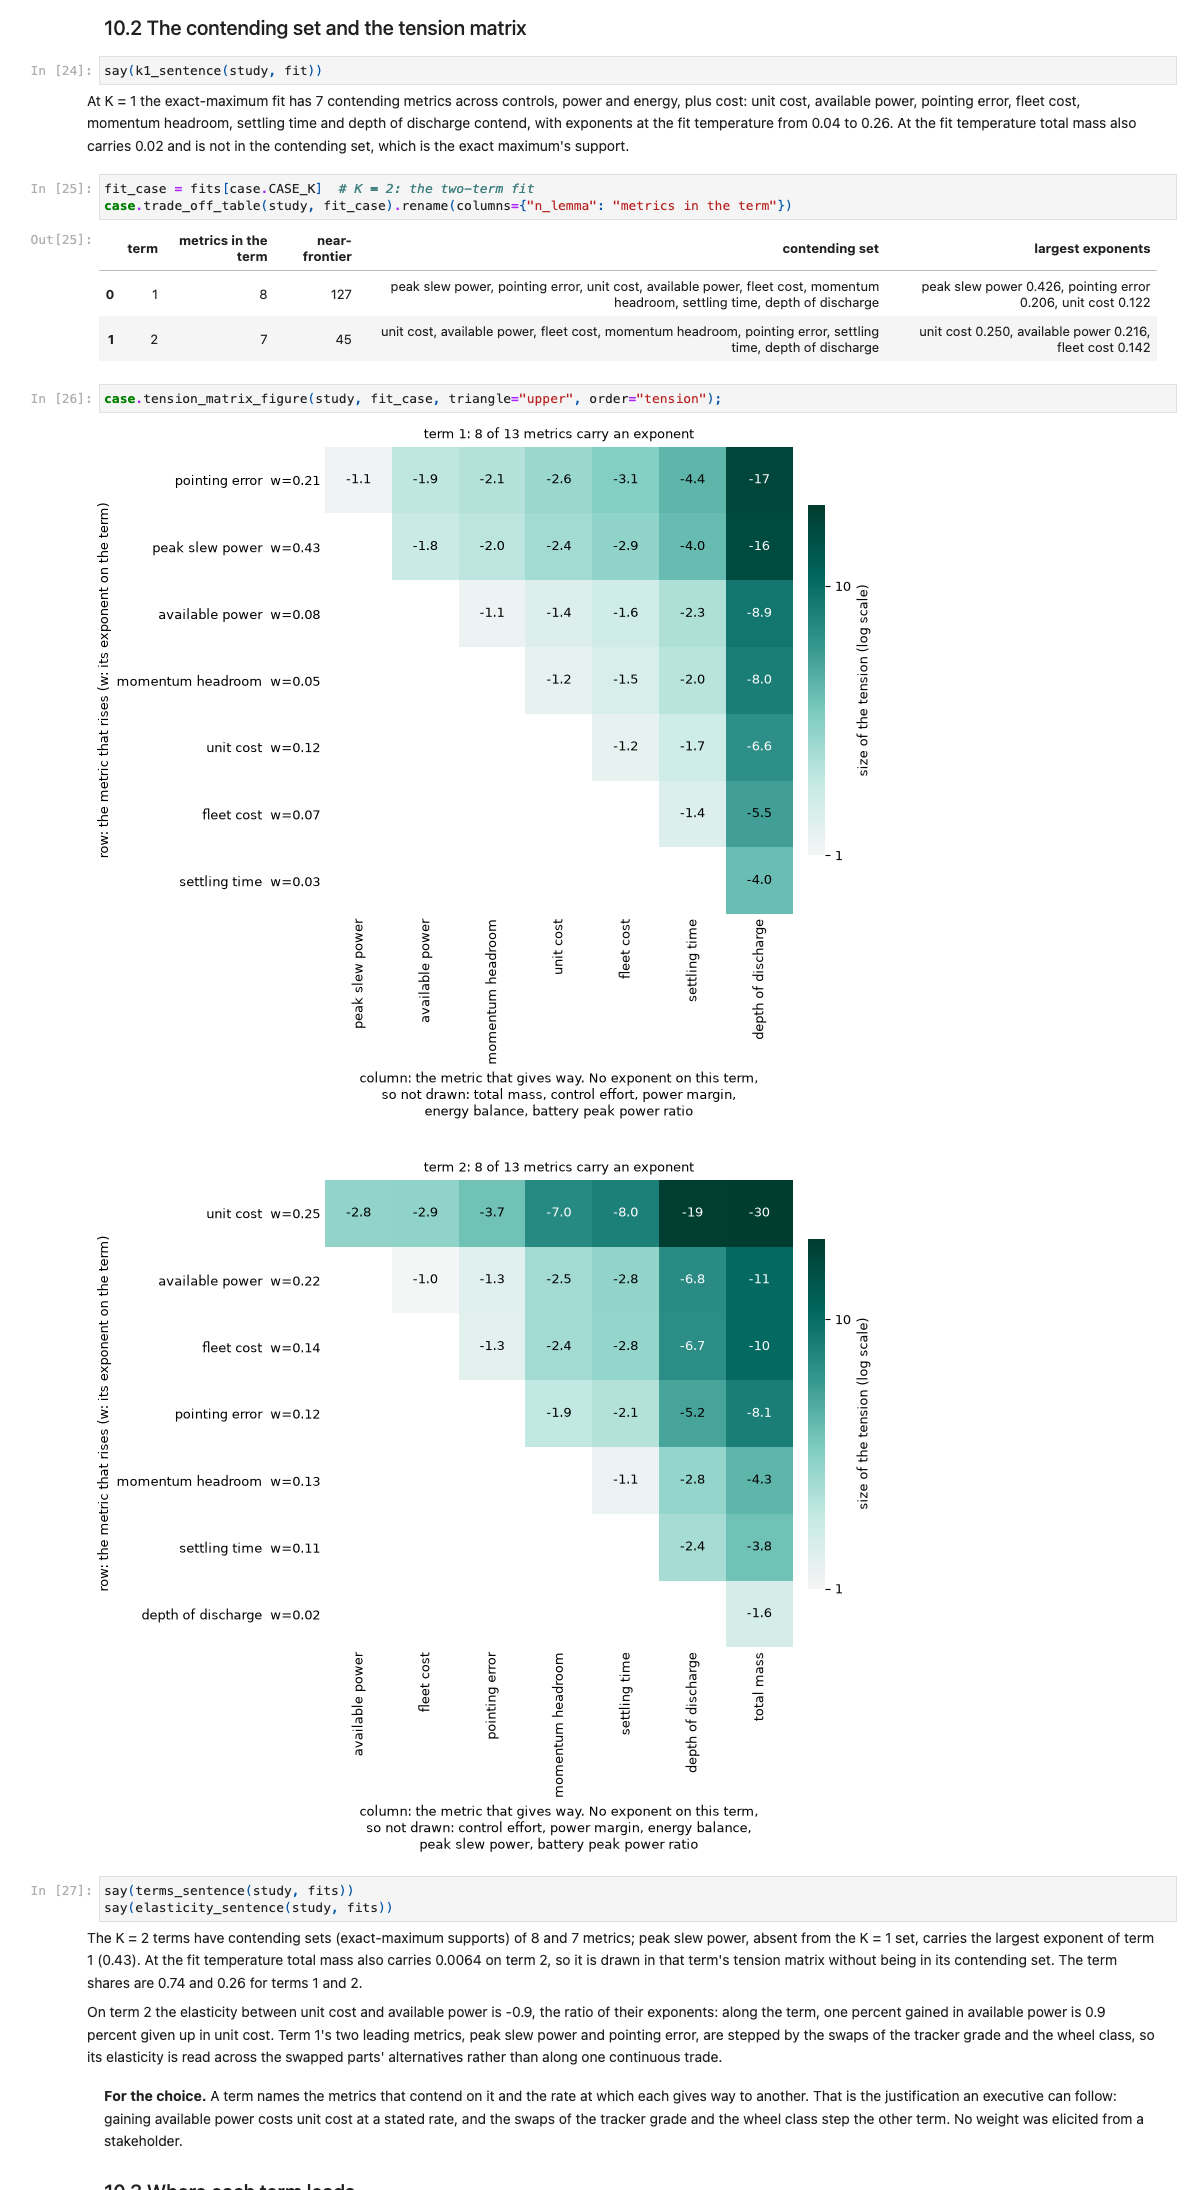 10.2 The contending set and the tension matrix
In [24]: say(k1_sentence(study, fit))
At K = 1 the exact-maximum fit has 7 contending metrics across controls, power and energy, plus cost: unit cost, available power, pointing error, fleet cost,
momentum headroom, settling time and depth of discharge contend, with exponents at the fit temperature from 0.04 to 0.26. At the fit temperature total mass also
carries 0.02 and is not in the contending set, which is the exact maximum's support.
In [25]: fit_case = fits[case.CASE_K]  # K = 2: the two-term fit
case.trade_off_table(study, fit_case).rename(columns={"n_lemma": "metrics in the term"})
Out[25]:
term metrics in the term near-frontier contending set largest exponents
0 1 8 127 peak slew power, pointing error, unit cost, available power, fleet cost, momentum headroom, settling time, depth of discharge peak slew power 0.426, pointing error 0.206, unit cost 0.122
1 2 7 45 unit cost, available power, fleet cost, momentum headroom, pointing error, settling time, depth of discharge unit cost 0.250, available power 0.216, fleet cost 0.142
In [26]: case.tension_matrix_figure(study, fit_case, triangle="upper", order="tension");
term 1: 8 of 13 metrics carry an exponent
row: the metric that rises (w: its exponent on the term)
pointing error w=0.21 -1.1 -1.9 -2.1 -2.6 -3.1 -4.4 -17
peak slew power w=0.43 -1.8 -2.0 -2.4 -2.9 -4.0 -16
available power w=0.08 -1.1 -1.4 -1.6 -2.3 -8.9
momentum headroom w=0.05 -1.2 -1.5 -2.0 -8.0
unit cost w=0.12 -1.2 -1.7 -6.6
fleet cost w=0.07 -1.4 -5.5
settling time w=0.03 -4.0
10
1
size of the tension (log scale)
peak slew power
available power
momentum headroom
unit cost
fleet cost
settling time
depth of discharge
column: the metric that gives way. No exponent on this term,
so not drawn: total mass, control effort, power margin,
energy balance, battery peak power ratio
term 2: 8 of 13 metrics carry an exponent
row: the metric that rises (w: its exponent on the term)
unit cost w=0.25 -2.8 -2.9 -3.7 -7.0 -8.0 -19 -30
available power w=0.22 -1.0 -1.3 -2.5 -2.8 -6.8 -11
fleet cost w=0.14 -1.3 -2.4 -2.8 -6.7 -10
pointing error w=0.12 -1.9 -2.1 -5.2 -8.1
momentum headroom w=0.13 -1.1 -2.8 -4.3
settling time w=0.11 -2.4 -3.8
depth of discharge w=0.02 -1.6
10
1
size of the tension (log scale)
available power
fleet cost
pointing error
momentum headroom
settling time
depth of discharge
total mass
column: the metric that gives way. No exponent on this term,
so not drawn: control effort, power margin, energy balance,
peak slew power, battery peak power ratio
In [27]: say(terms_sentence(study, fits))
say(elasticity_sentence(study, fits))
The K = 2 terms have contending sets (exact-maximum supports) of 8 and 7 metrics; peak slew power, absent from the K = 1 set, carries the largest exponent of term
1 (0.43). At the fit temperature total mass also carries 0.0064 on term 2, so it is drawn in that term's tension matrix without being in its contending set. The term
shares are 0.74 and 0.26 for terms 1 and 2.
On term 2 the elasticity between unit cost and available power is -0.9, the ratio of their exponents: along the term, one percent gained in available power is 0.9
percent given up in unit cost. Term 1's two leading metrics, peak slew power and pointing error, are stepped by the swaps of the tracker grade and the wheel class, so
its elasticity is read across the swapped parts' alternatives rather than along one continuous trade.
For the choice. A term names the metrics that contend on it and the rate at which each gives way to another. That is the justification an executive can follow:
gaining available power costs unit cost at a stated rate, and the swaps of the tracker grade and the wheel class step the other term. No weight was elicited from a
stakeholder.
10.3 Where each term leads